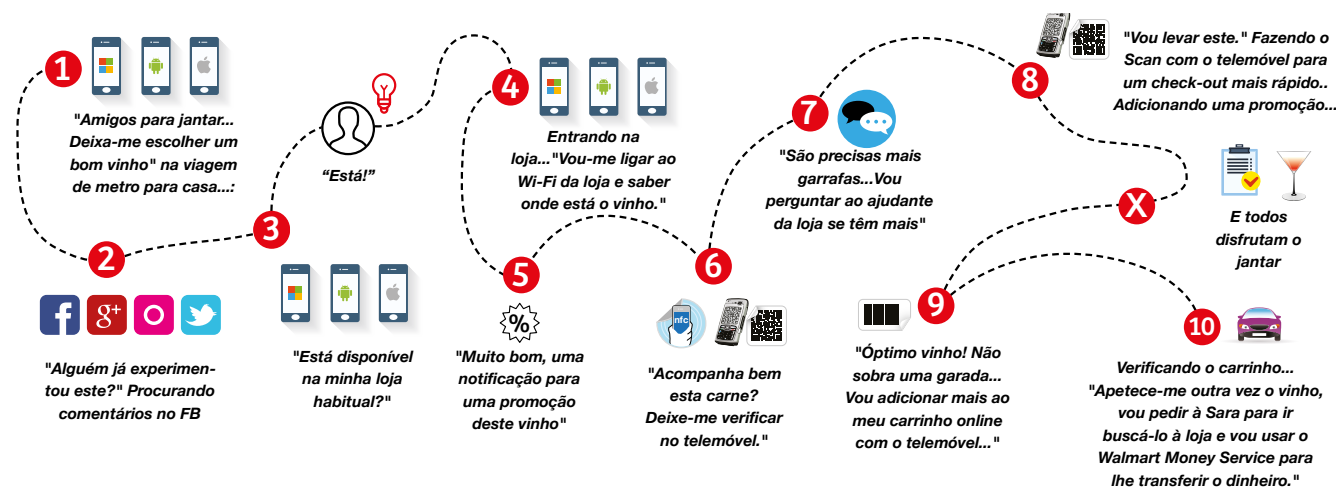 1
"Amigos para jantar...
Deixa-me escolher um
bom vinho" na viagem
de metro para casa...:
2
f
g+
"Alguém já experimen-
tou este?" Procurando
comentários no FB
3
"Está disponível
na minha loja
habitual?"
"Está!"
4
Entrando na
loja..."Vou-me ligar ao
Wi-Fi da loja e saber
onde está o vinho."
5
%
"Muito bom, uma
notificação para
uma promoção
deste vinho"
6
nfc
"Acompanha bem
esta carne?
Deixe-me verificar
no telemóvel."
7
"São precisas mais
garrafas...Vou
perguntar ao ajudante
da loja se têm mais"
8
"Vou levar este." Fazendo o
Scan com o telemóvel para
um check-out mais rápido..
Adicionando uma promoção...
X
E todos
disfrutam o
jantar
9
"Óptimo vinho! Não
sobra uma garada...
Vou adicionar mais ao
meu carrinho online
com o telemóvel..."
10
Verificando o carrinho...
"Apetece-me outra vez o vinho,
vou pedir à Sara para ir
buscá-lo à loja e vou usar o
Walmart Money Service para
lhe transferir o dinheiro."